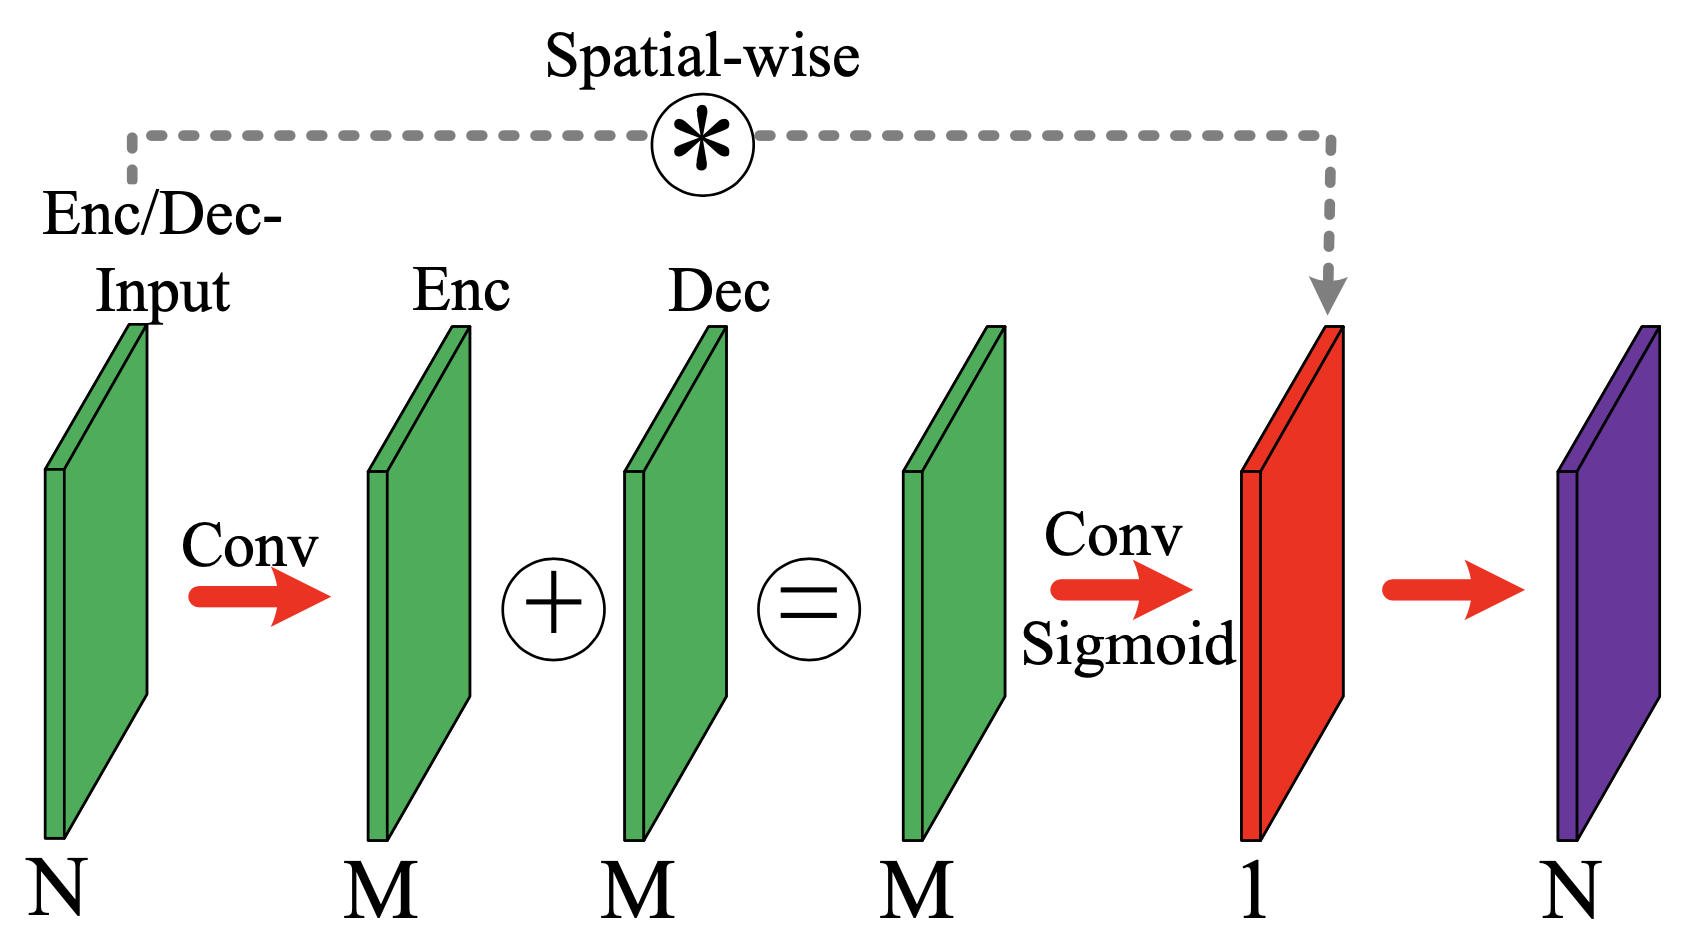 Spatial-wise
*
Enc/Dec-
Input
Enc
Dec
Conv
+
=
Conv
Sigmoid
N
M
M
M
1
N